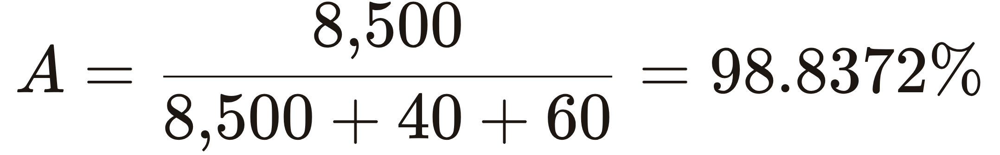 A = 8,500 / 8,500 + 40 + 60 = 98.8372%